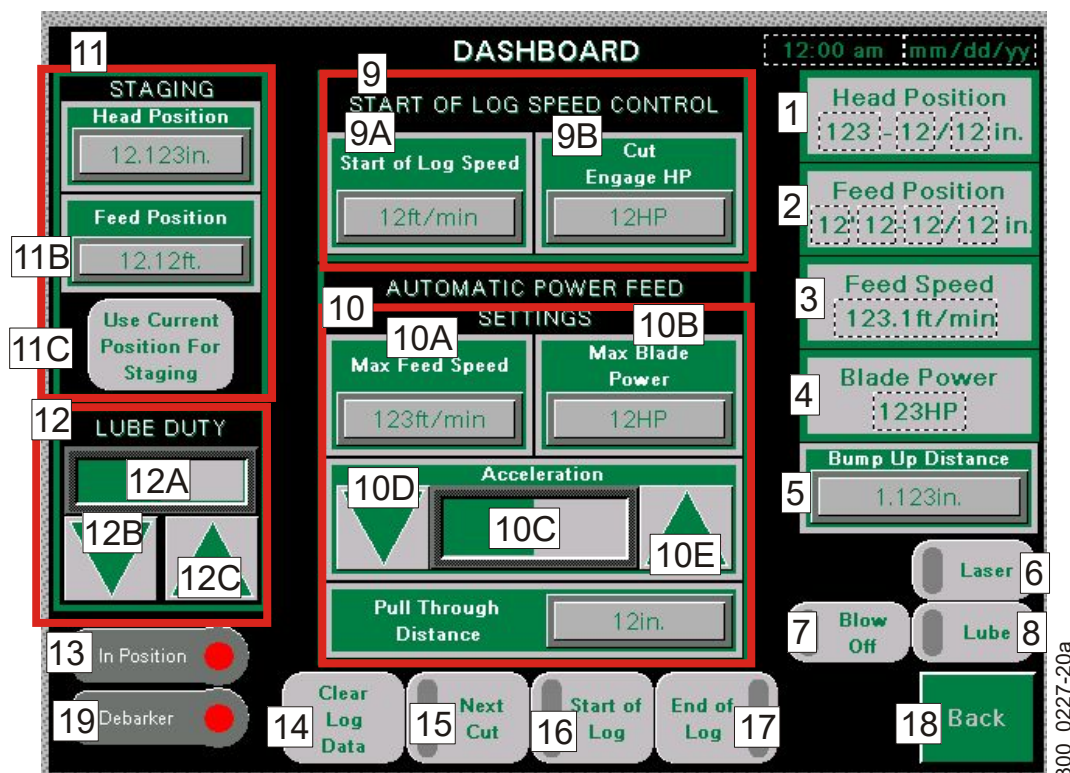 DASHBOARD
12:00 am mm/dd/yy
11
STAGING
Head Position
12.123in.
Feed Position
11B
12.12ft.
11C
Use Current
Position For
Staging
12
LUBE DUTY
12A
12B
12C
13
In Position
19
Debarker
9
START OF LOG SPEED CONTROL
9A
Start of Log Speed
12ft/min
9B
Cut
Engage HP
12HP
AUTOMATIC POWER FEED
SETTINGS
10
10A
Max Feed Speed
123ft/min
10B
Max Blade
Power
12HP
Acceleration
10D
10C
10E
Pull Through
Distance
12in.
14
Clear
Log
Data
15
Next
Cut
16
Start of
Log
End of
Log
17
1
Head Position
123 - 12/12 in.
2
Feed Position
12' 12-12/12 in.
3
Feed Speed
123.1ft/min
4
Blade Power
123HP
5
Bump Up Distance
1.123in.
Laser
6
7
Blow
Off
Lube
8
18
Back
300_0227-20a